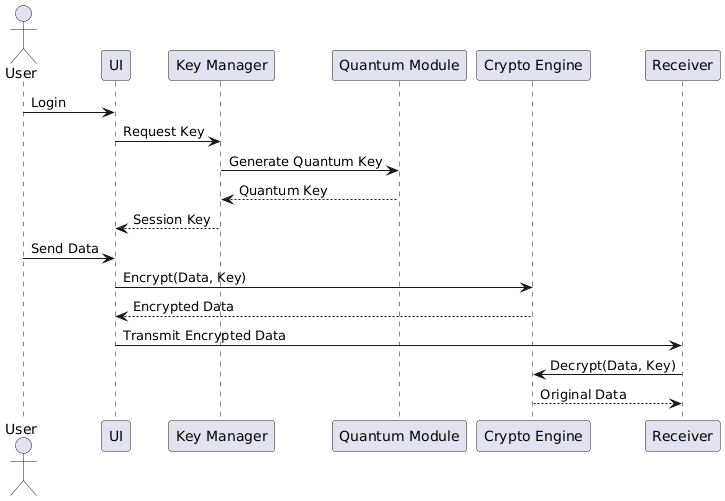 User
UI
Key Manager
Quantum Module
Crypto Engine
Receiver
Login
Request Key
Generate Quantum Key
Quantum Key
Session Key
Send Data
Encrypt(Data, Key)
Encrypted Data
Transmit Encrypted Data
Decrypt(Data, Key)
Original Data
User
UI
Key Manager
Quantum Module
Crypto Engine
Receiver